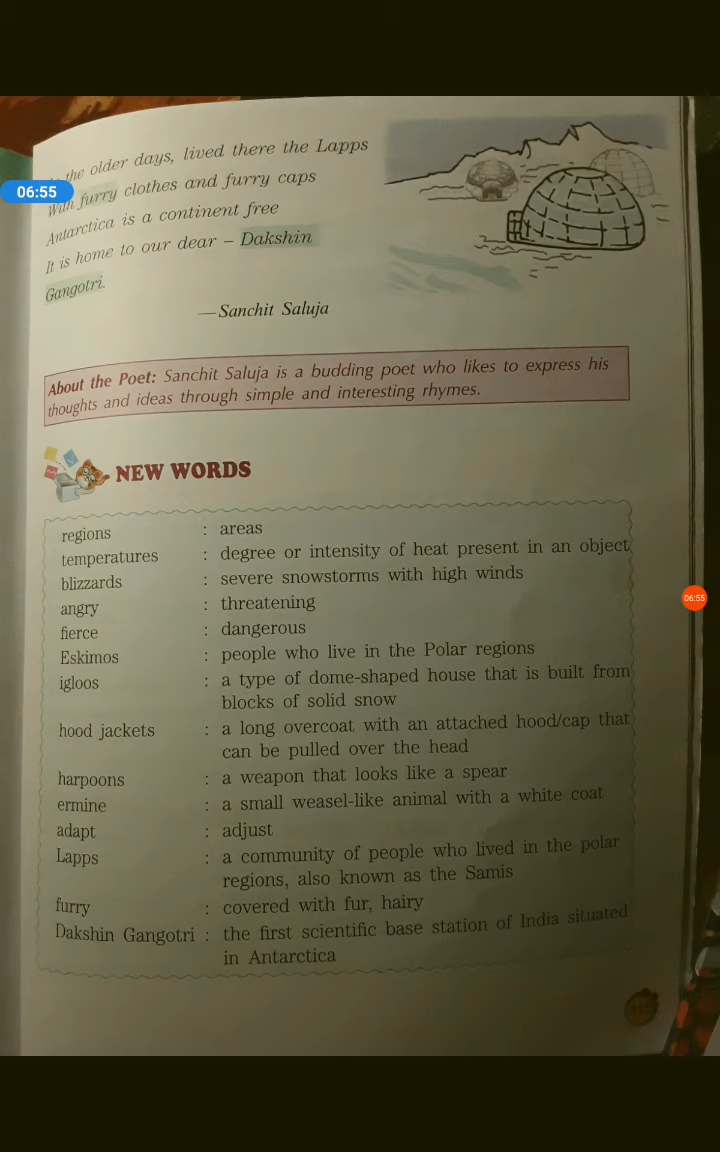 the older days, lived there the Lapps
With furry clothes and furry caps
Antarctica is a continent free
It is home to our dear – Dakshin
Gangotri.
—Sanchit Saluja
About the Poet: Sanchit Saluja is a budding poet who likes to express his
thoughts and ideas through simple and interesting rhymes.
NEW WORDS
regions : areas
temperatures : degree or intensity of heat present in an object
blizzards : severe snowstorms with high winds
angry : threatening
fierce : dangerous
Eskimos : people who live in the Polar regions
igloos : a type of dome-shaped house that is built from
blocks of solid snow
hood jackets : a long overcoat with an attached hood/cap that
can be pulled over the head
harpoons : a weapon that looks like a spear
ermine : a small weasel-like animal with a white coat
adapt : adjust
Lapps : a community of people who lived in the polar
regions, also known as the Samis
furry : covered with fur, hairy
Dakshin Gangotri : the first scientific base station of India situated
in Antarctica
06:55
06:55